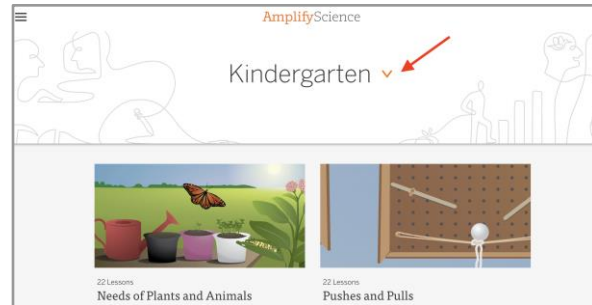 AmplifyScience
Kindergarten
22 Lessons
Needs of Plants and Animals
22 Lessons
Pushes and Pulls